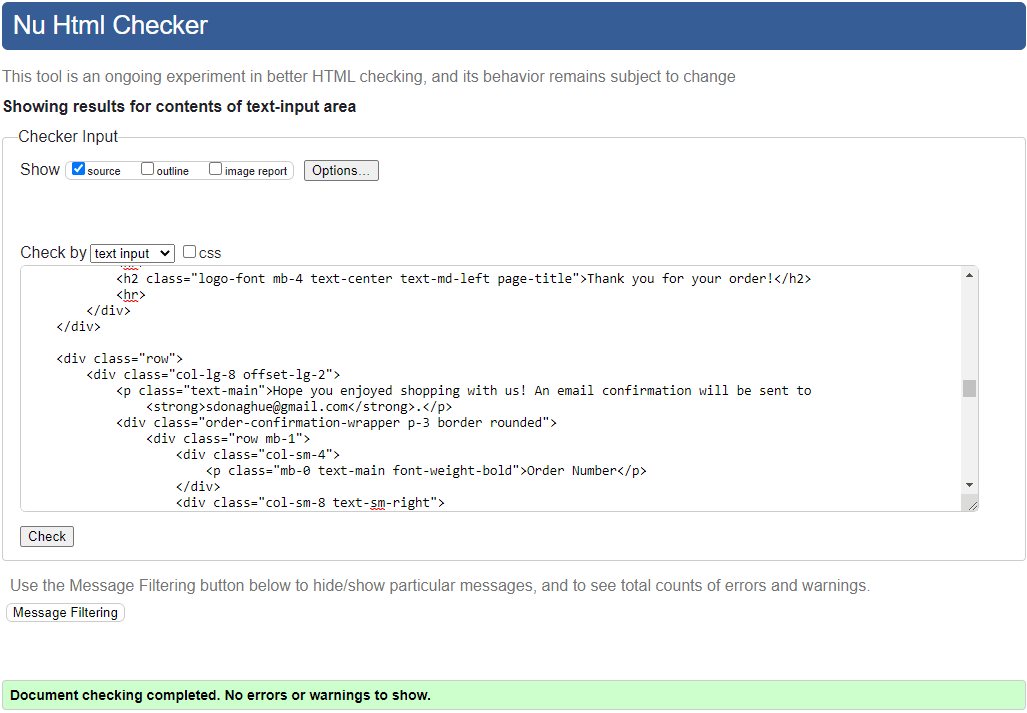 Nu Html Checker
This tool is an ongoing experiment in better HTML checking, and its behavior remains subject to change
Showing results for contents of text-input area
Checker Input
Show source outline image report Options...
Check by text input css
<h2 class="logo-font mb-4 text-center text-md-left page-title">Thank you for your order!</h2>
<hr>
</div>
</div>
<div class="row">
<div class="col-lg-8 offset-lg-2">
<p class="text-main">Hope you enjoyed shopping with us! An email confirmation will be sent to
<strong>sdonaghue@gmail.com</strong>.</p>
<div class="order-confirmation-wrapper p-3 border rounded">
<div class="row mb-1">
<div class="col-sm-4">
<p class="mb-0 text-main font-weight-bold">Order Number</p>
</div>
<div class="col-sm-8 text-sm-right">
Check
Use the Message Filtering button below to hide/show particular messages, and to see total counts of errors and warnings.
Message Filtering
Document checking completed. No errors or warnings to show.